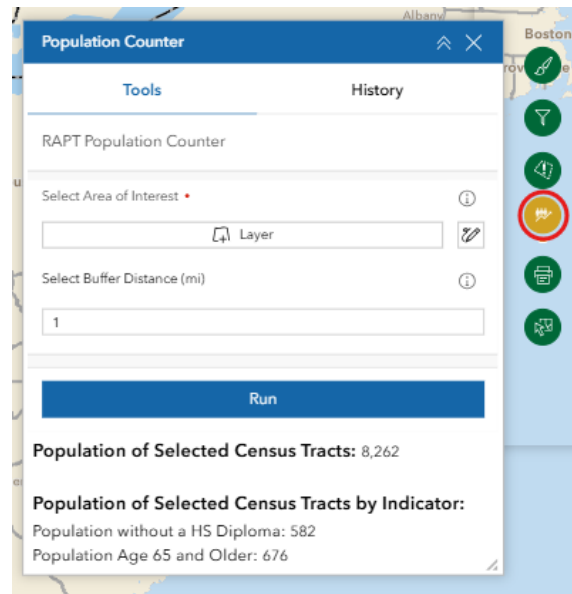 Albany
Boston
Population Counter
Tools
History
RAPT Population Counter
Select Area of Interest •
Layer
Select Buffer Distance (mi)
1
Run
Population of Selected Census Tracts: 8,262
Population of Selected Census Tracts by Indicator:
Population without a HS Diploma: 582
Population Age 65 and Older: 676